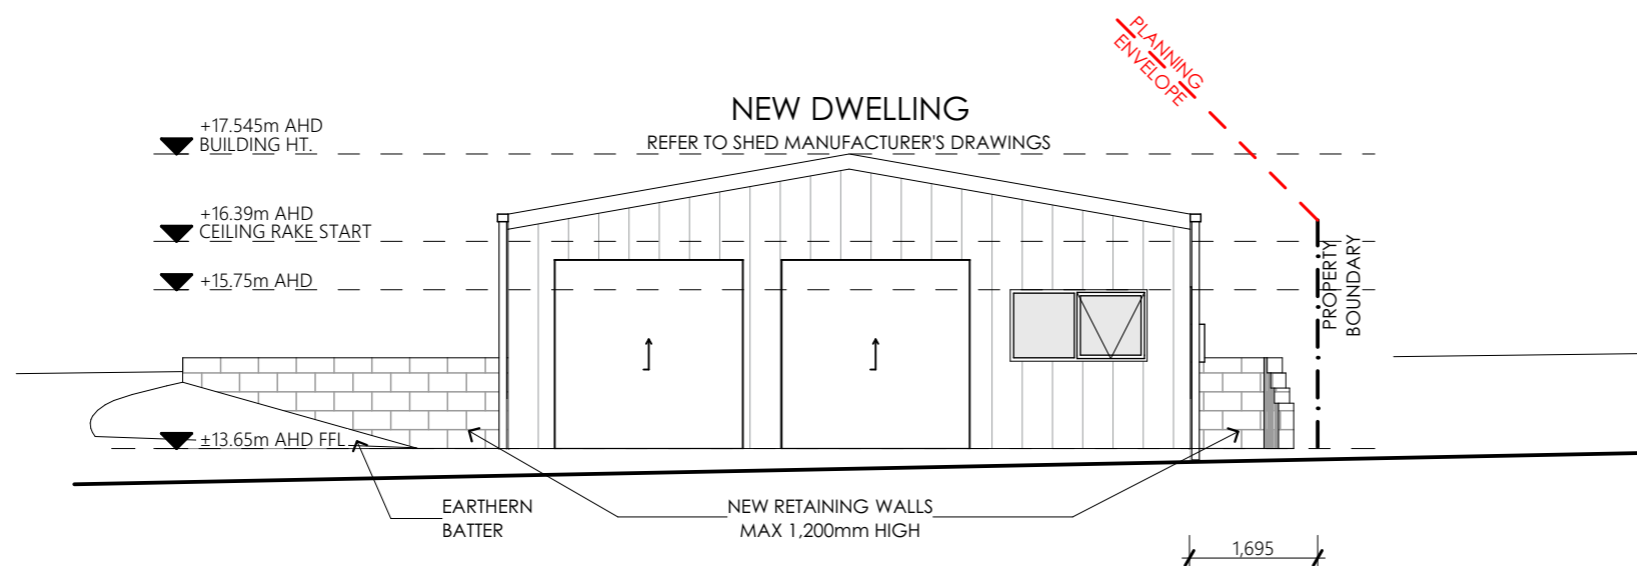 PLANNING
ENVELOPE
NEW DWELLING
REFER TO SHED MANUFACTURER'S DRAWINGS
+17.545m AHD
BUILDING HT.
+16.39m AHD
CEILING RAKE START
+15.75m AHD
PROPERTY
BOUNDARY
±13.65m AHD FFL
EARTHERN
BATTER
NEW RETAINING WALLS
MAX 1,200mm HIGH
1,695